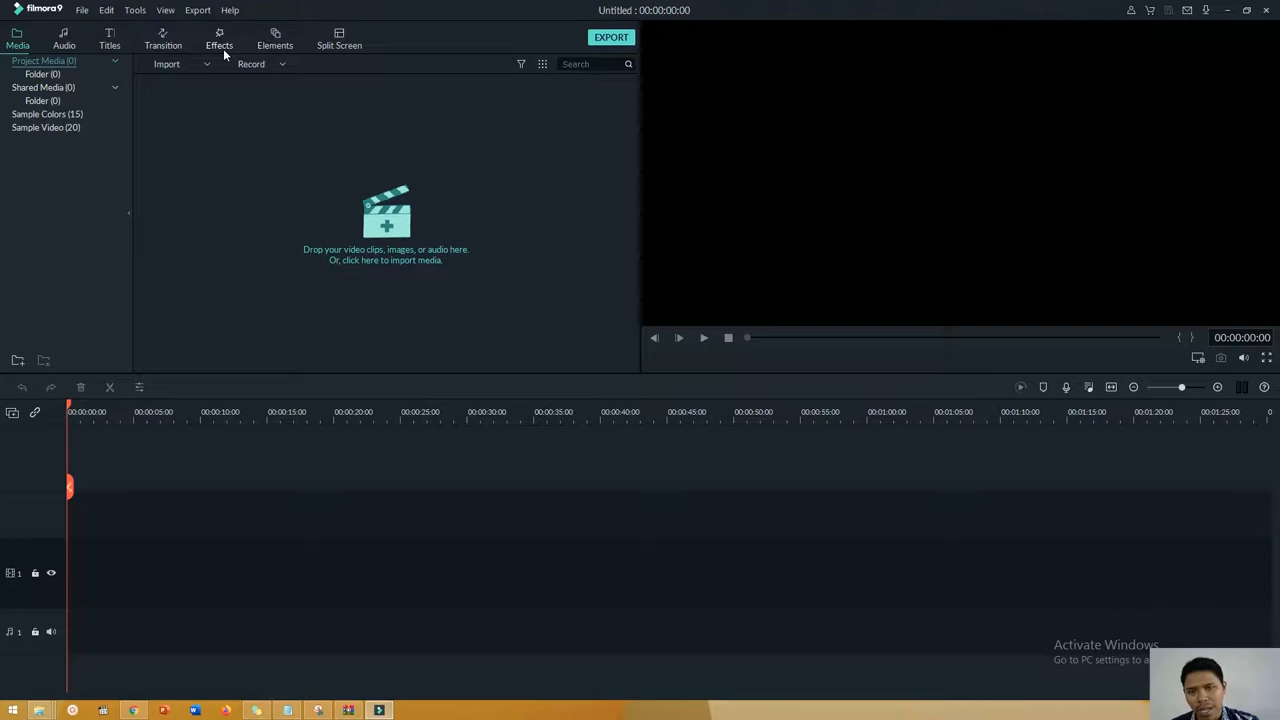 filmora9 File Edit Tools View Export Help Untitled : 00:00:00:00
Media Audio Titles Transition Effects Elements Split Screen EXPORT
Project Media (0) Import Record Search
Folder (0)
Shared Media (0)
Folder (0)
Sample Colors (15)
Sample Video (20)
Drop your video clips, images, or audio here.
Or, click here to import media.
00:00:00:00
00:00:00:00 00:00:05:00 00:00:10:00 00:00:15:00 00:00:20:00 00:00:25:00 00:00:30:00 00:00:35:00 00:00:40:00 00:00:45:00 00:00:50:00 00:00:55:00 00:01:00:00 00:01:05:00 00:01:10:00 00:01:15:00 00:01:20:00 00:01:25:00 0
1
1
Activate Windows
Go to PC settings to a